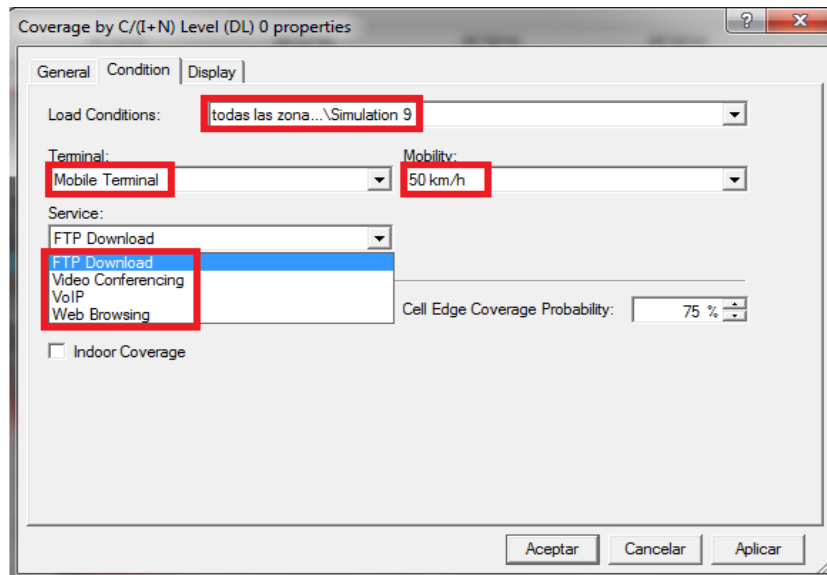 Coverage by C/(I+N) Level (DL) 0 properties
General Condition Display
Load Conditions: todas las zona...\Simulation 9
Terminal: Mobility:
Mobile Terminal 50 km/h
Service:
FTP Download
FTP Download
Video Conferencing
VoIP
Web Browsing
Cell Edge Coverage Probability: 75 %
Indoor Coverage
Aceptar Cancelar Aplicar